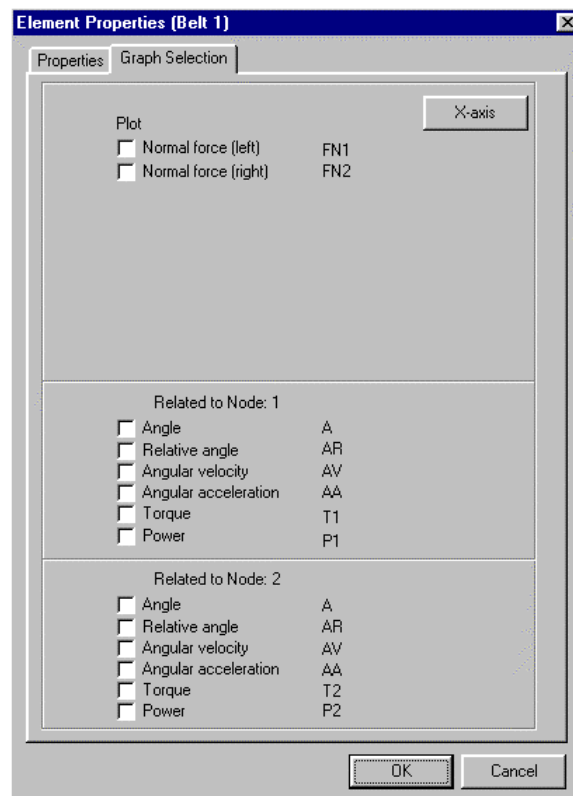 Element Properties (Belt 1)
Properties Graph Selection
X-axis
Plot
Normal force (left) FN1
Normal force (right) FN2
Related to Node: 1
Angle A
Relative angle AR
Angular velocity AV
Angular acceleration AA
Torque T1
Power P1
Related to Node: 2
Angle A
Relative angle AR
Angular velocity AV
Angular acceleration AA
Torque T2
Power P2
OK Cancel